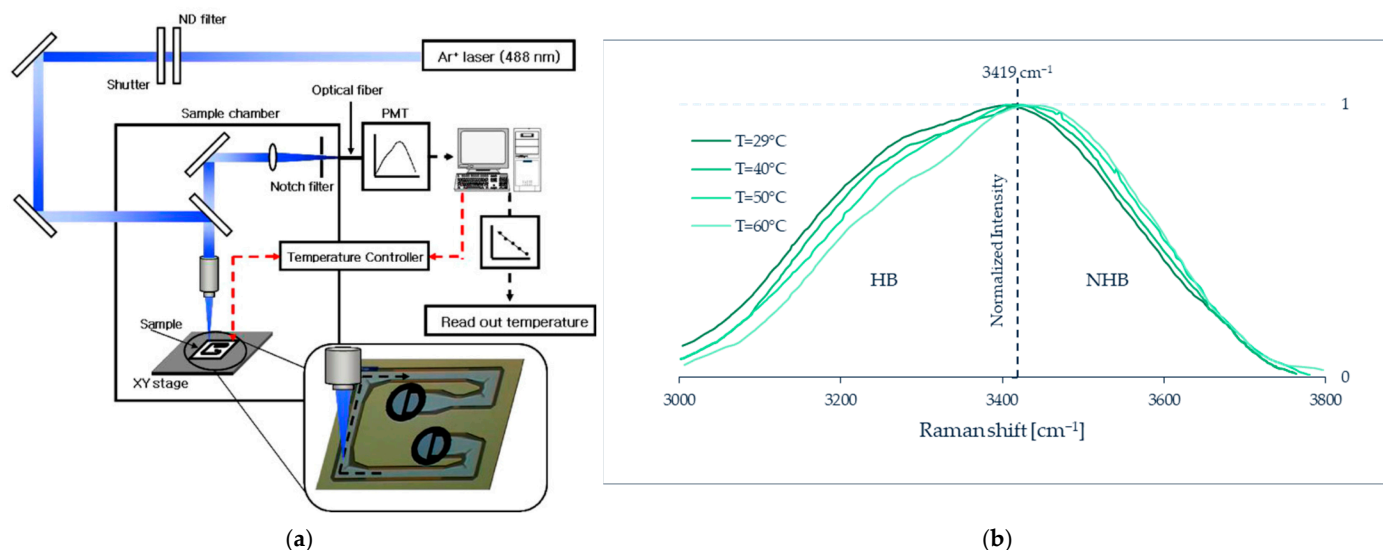 ND filter
Ar⁺ laser (488 nm)
Shutter
Optical fiber
Sample chamber
PMT
Notch filter
Temperature Controller
Read out temperature
Sample
XY stage
(a)
3419 cm⁻¹
1
T=29°C
T=40°C
T=50°C
T=60°C
Normalized Intensity
HB
NHB
0
3000
3200
3400
3600
3800
Raman shift [cm⁻¹]
(b)